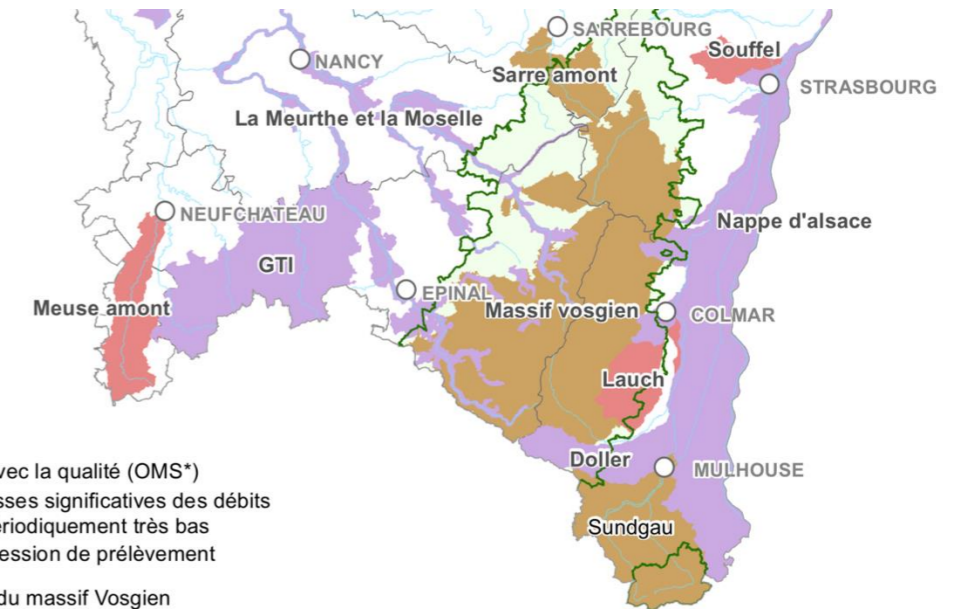 SARREBOURG
Souffel
NANCY
Sarre amont
STRASBOURG
La Meurthe et la Moselle
NEUFCHATEAU
Nappe d'alsace
GTI
EPINAL
Meuse amont
Massif vosgien
COLMAR
Lauch
Doller
MULHOUSE
vec la qualité (OMS*)
sses significatives des débits
ériodiquement très bas
Sundgau
ession de prélèvement
du massif Vosgien